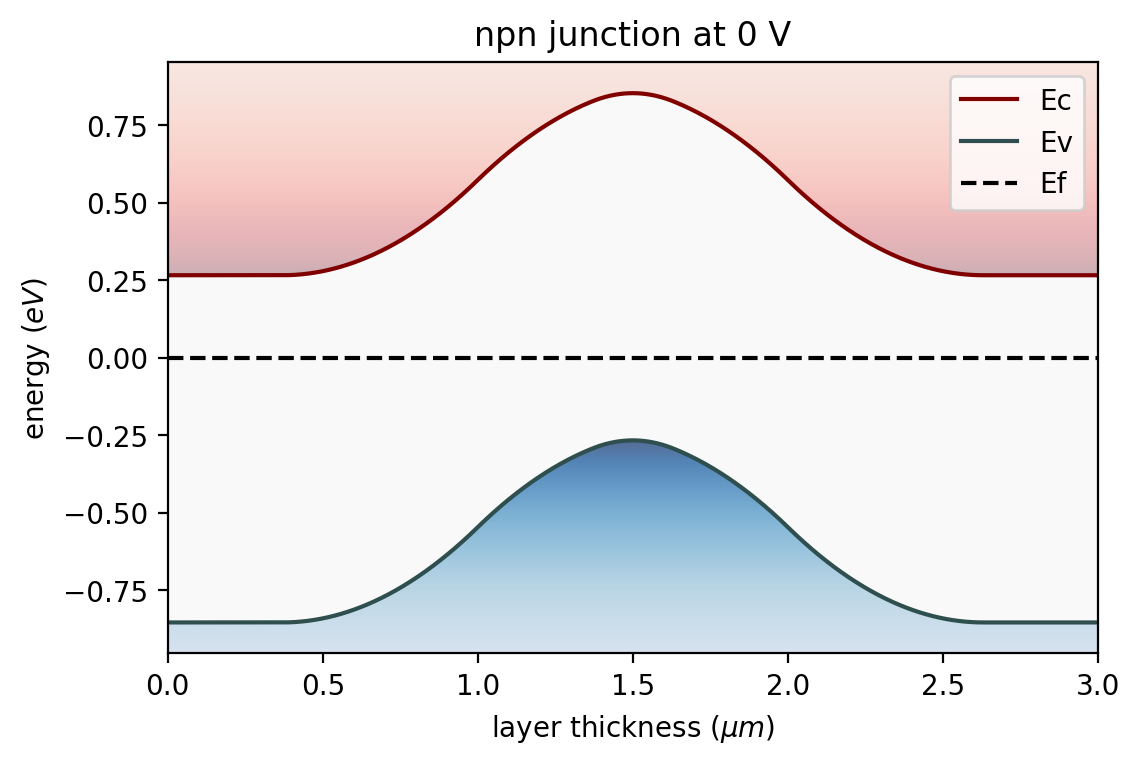 npn junction at 0 V
Ec
Ev
Ef
energy (eV)
0.75
0.50
0.25
0.00
−0.25
−0.50
−0.75
0.0 0.5 1.0 1.5 2.0 2.5 3.0
layer thickness (μm)